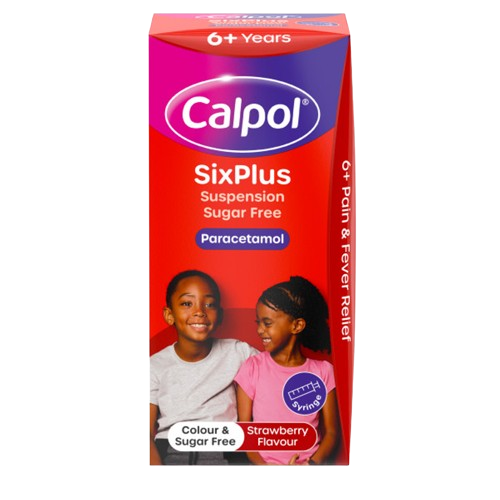 6+ Years
Calpol®
SixPlus
Suspension
Sugar Free
Paracetamol
6+ Pain & Fever Relief
Syringe
Colour &
Sugar Free
Strawberry
Flavour